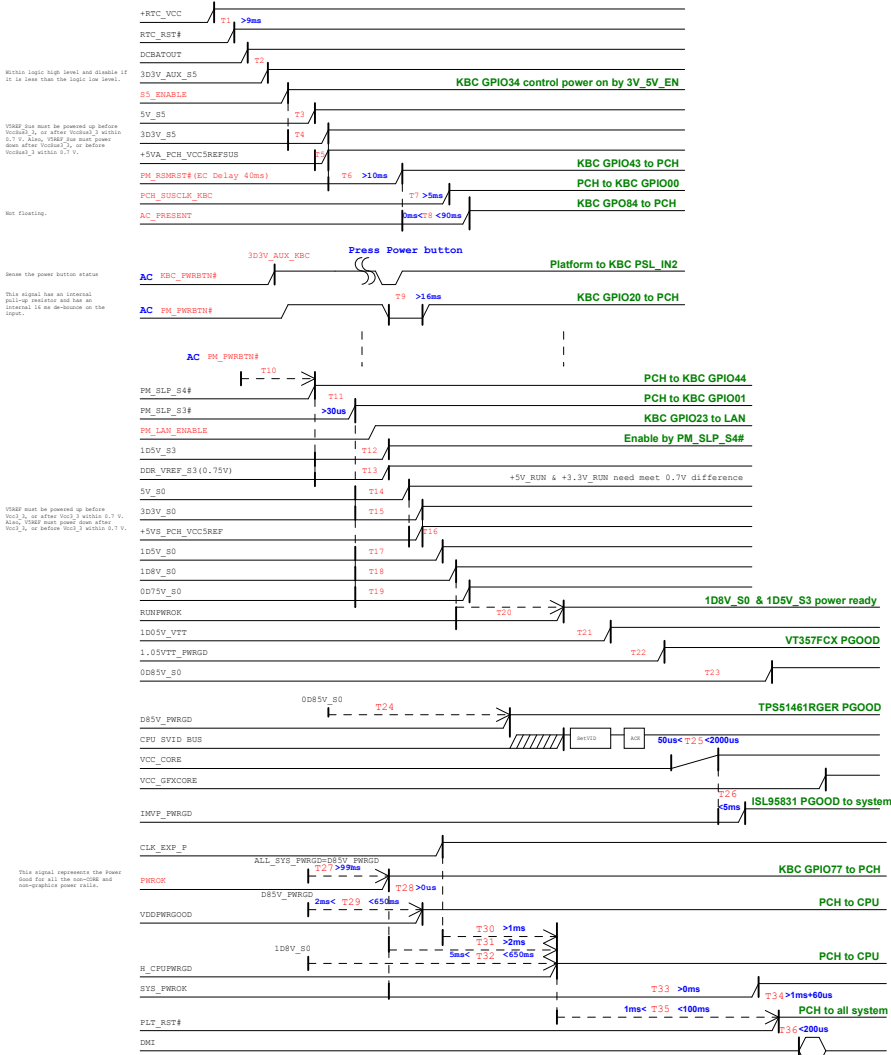 +RTC_VCC
T1 >9ms
RTC_RST#
DCBATOUT
T2
Within logic high level and disable if
it is less than the logic low level.
3D3V_AUX_S5
KBC GPIO34 control power on by 3V_5V_EN
S5_ENABLE
5V_S5
T3
V5REF_Sus must be powered up before
VccSus3_3, or after VccSus3_3 within
0.7 V. Also, V5REF_Sus must power
down after VccSus3_3, or before
VccSus3_3 within 0.7 V.
3D3V_S5
T4
+5VA_PCH_VCC5REFSUS
T5
KBC GPIO43 to PCH
PM_RSMRST#(EC Delay 40ms)
T6 >10ms
PCH to KBC GPIO00
PCH_SUSCLK_KBC
T7 >5ms
KBC GPO84 to PCH
Not floating.
AC_PRESENT
0ms< T8 <90ms
Press Power button
3D3V_AUX_KBC
Platform to KBC PSL_IN2
Sense the power button status
AC KBC_PWRBTN#
This signal has an internal
pull-up resistor and has an
internal 16 ms de-bounce on the
input.
T9 >16ms
KBC GPIO20 to PCH
AC PM_PWRBTN#
AC PM_PWRBTN#
T10
PCH to KBC GPIO44
PM_SLP_S4#
T11
PCH to KBC GPIO01
PM_SLP_S3#
>30us
KBC GPIO23 to LAN
PM_LAN_ENABLE
Enable by PM_SLP_S4#
1D5V_S3
T12
DDR_VREF_S3(0.75V)
T13
+5V_RUN & +3.3V_RUN need meet 0.7V difference
5V_S0
T14
V5REF must be powered up before
Vcc3_3, or after Vcc3_3 within 0.7 V.
Also, V5REF must power down after
Vcc3_3, or before Vcc3_3 within 0.7 V.
3D3V_S0
T15
+5VS_PCH_VCC5REF
T16
1D5V_S0
T17
1D8V_S0
T18
0D75V_S0
T19
1D8V_S0 & 1D5V_S3 power ready
RUNPWROK
T20
1D05V_VTT
T21
VT357FCX PGOOD
1.05VTT_PWRGD
T22
0D85V_S0
T23
0D85V_S0
T24
TPS51461RGER PGOOD
D85V_PWRGD
CPU SVID BUS
SetVID
ACK
50us< T25 <2000us
VCC_CORE
VCC_GFXCORE
T26
<5ms
ISL95831 PGOOD to system
IMVP_PWRGD
CLK_EXP_P
ALL_SYS_PWRGD=D85V_PWRGD
T27 >99ms
KBC GPIO77 to PCH
This signal represents the Power
Good for all the non-CORE and
non-graphics power rails.
PWROK
T28 >0us
D85V_PWRGD
2ms< T29 <650ms
PCH to CPU
VDDPWRGOOD
T30 >1ms
T31 >2ms
1D8V_S0
5ms< T32 <650ms
PCH to CPU
H_CPUPWRGD
SYS_PWROK
T33 >0ms
T34 >1ms+60us
1ms< T35 <100ms
PCH to all system
PLT_RST#
T36 <200us
DMI